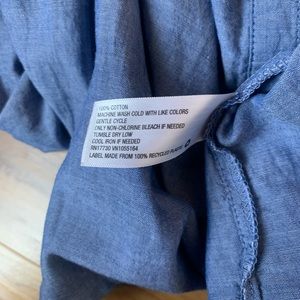 100% COTTON
MACHINE WASH COLD WITH LIKE COLORS
GENTLE CYCLE
ONLY NON-CHLORINE BLEACH IF NEEDED
TUMBLE DRY LOW
COOL IRON IF NEEDED
RN17730 VN1055164
LABEL MADE FROM 100% RECYCLED PLASTIC